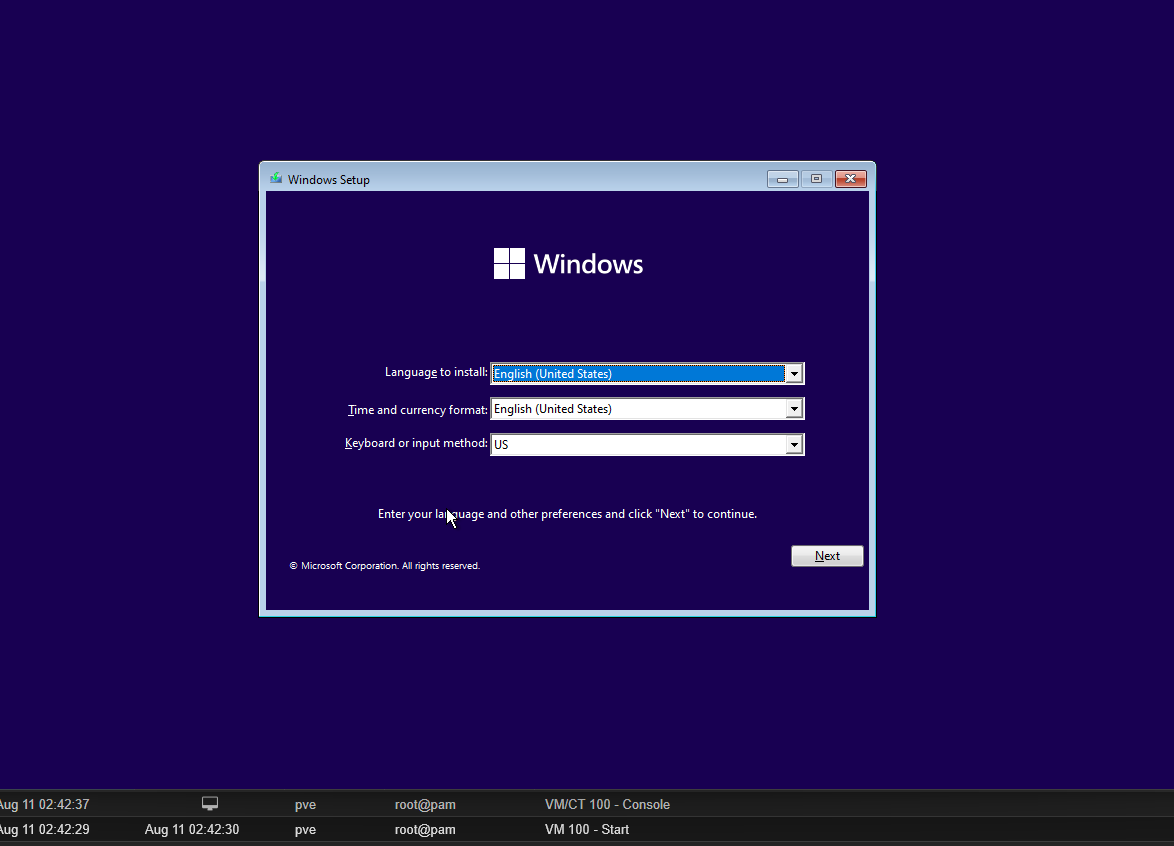 Windows Setup
Windows
Language to install: English (United States)
Time and currency format: English (United States)
Keyboard or input method: US
Enter your language and other preferences and click "Next" to continue.
Next
© Microsoft Corporation. All rights reserved.
Aug 11 02:42:37 pve root@pam VM/CT 100 - Console
Aug 11 02:42:29 Aug 11 02:42:30 pve root@pam VM 100 - Start